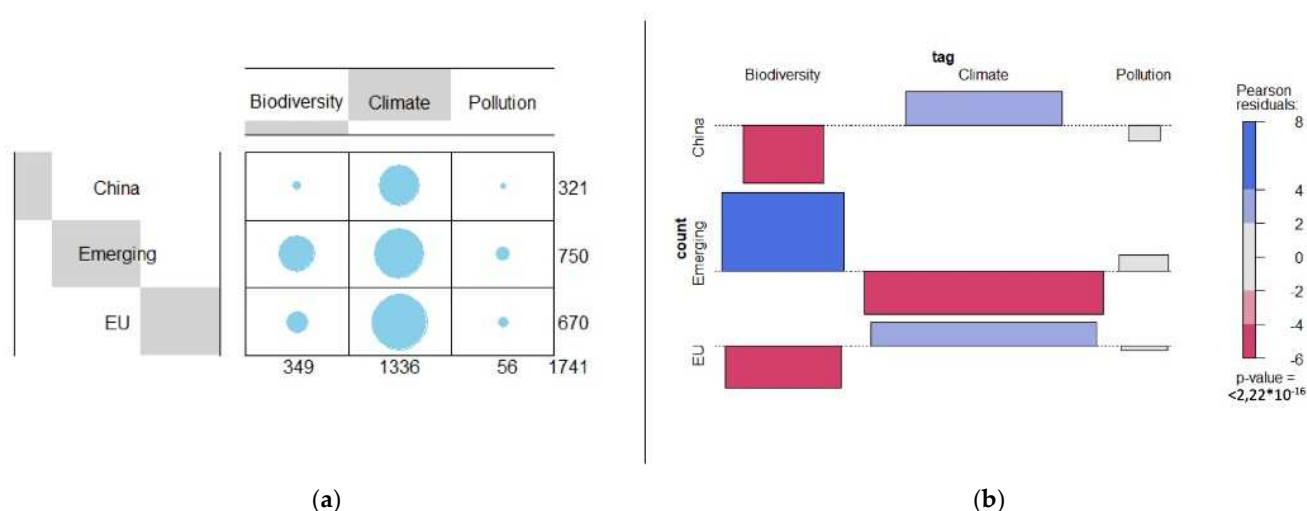 Biodiversity Climate Pollution
China 321
Emerging 750
EU 670
349 1336 56 1741
(a)
tag
Biodiversity Climate Pollution
count
China
Emerging
EU
Pearson
residuals:
8
4
2
0
-2
-4
-6
p-value =
<2,22*10⁻¹⁶
(b)